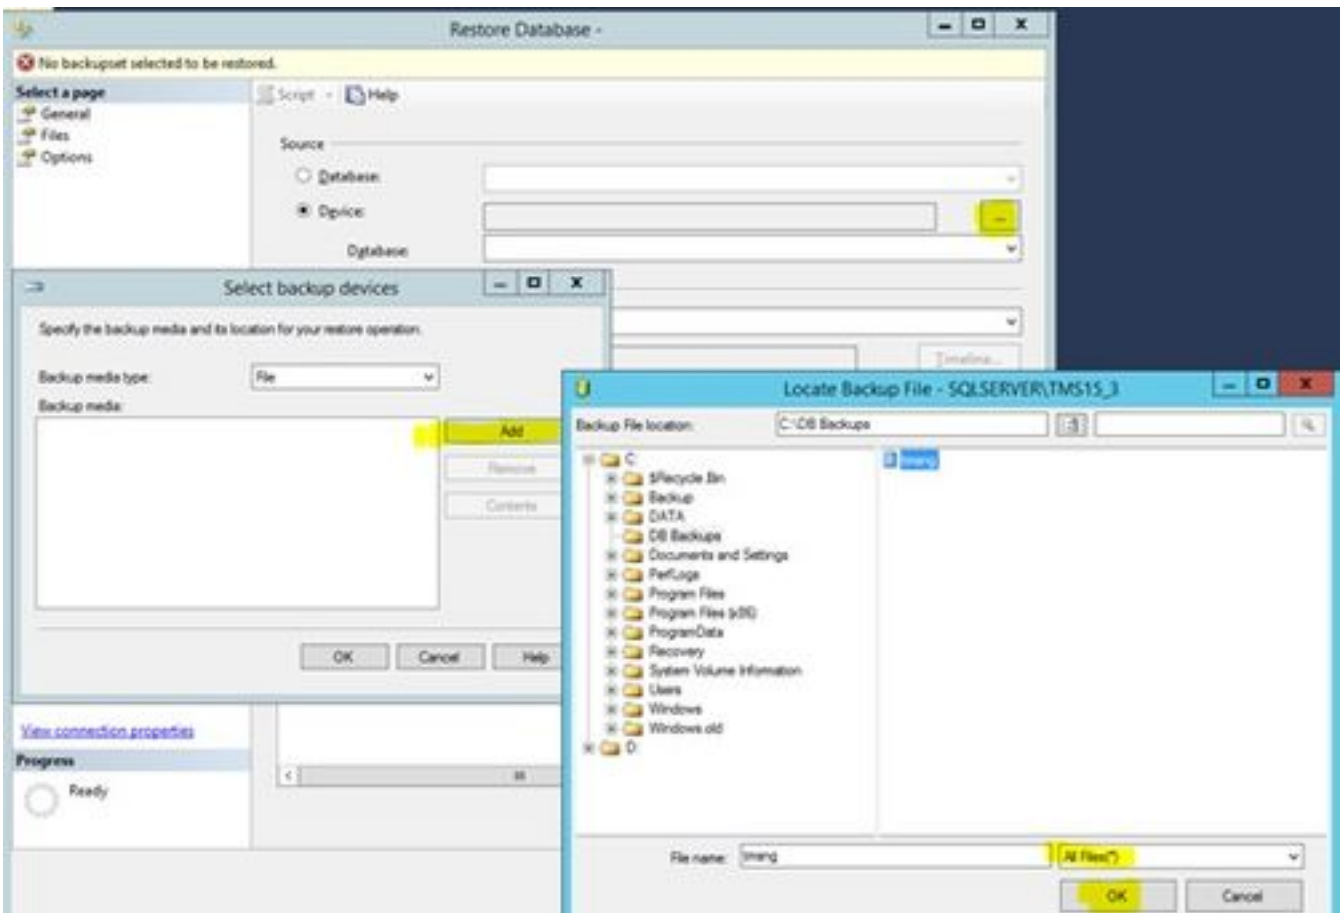 Restore Database -
No backupset selected to be restored.
Select a page
General
Files
Options
Script
Help
Source
Database:
Device:
...
Database:
Timeline...
Select backup devices
Specify the backup media and its location for your restore operation.
Backup media type:
File
Backup media:
Add
Remove
Contents
OK
Cancel
Help
View connection properties
Progress
Ready
Locate Backup File - SQLSERVER\TMS15_3
Backup File location:
C:\DB Backups
C
$Recycle.Bin
Backup
DATA
DB Backups
Documents and Settings
PerfLogs
Program Files
Program Files (x86)
ProgramData
Recovery
System Volume Information
Users
Windows
Windows.old
D
tmsng
File name:
tmsng
All Files(*)
OK
Cancel